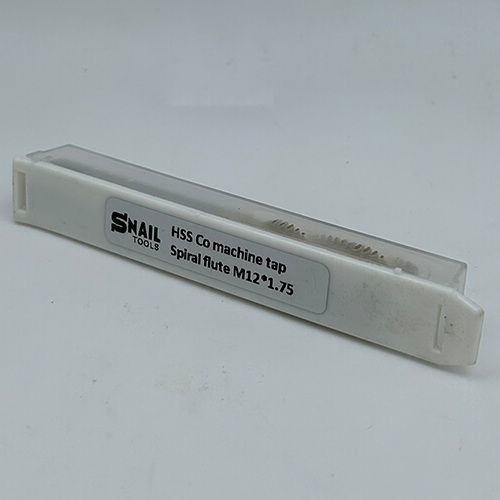 SNAIL
TOOLS
HSS Co machine tap
Spiral flute M12*1.75